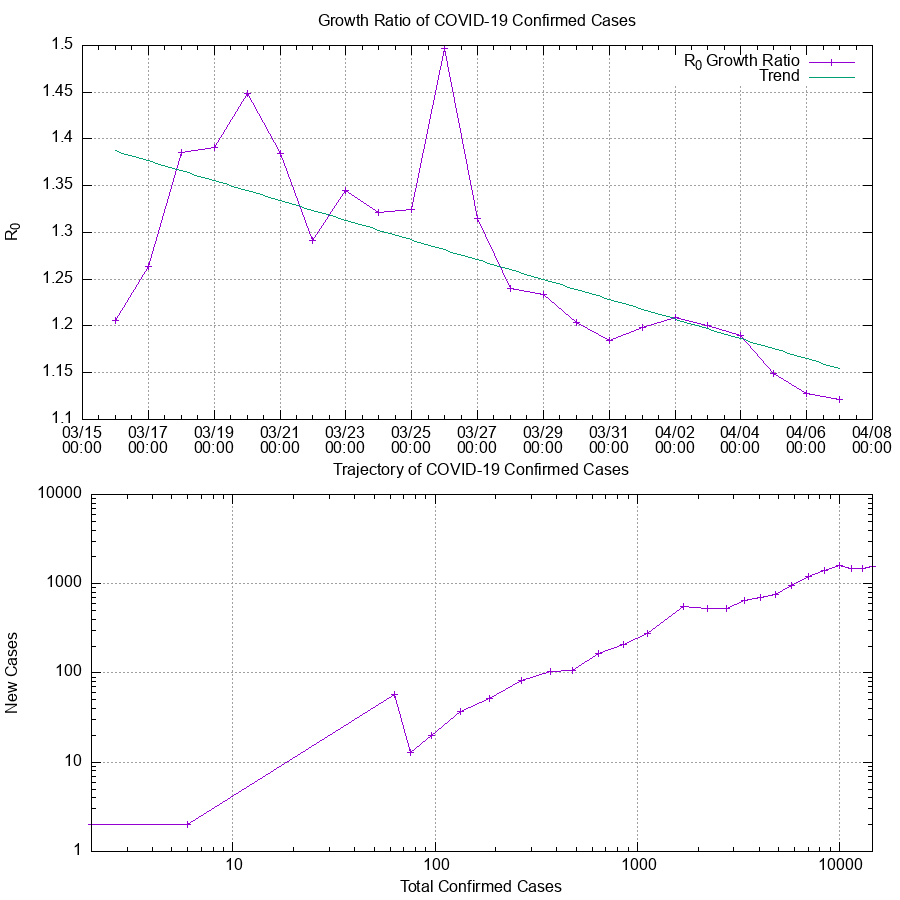 Growth Ratio of COVID-19 Confirmed Cases
R0 Growth Ratio
Trend
1.5
1.45
1.4
1.35
1.3
1.25
1.2
1.15
1.1
R0
03/15 03/17 03/19 03/21 03/23 03/25 03/27 03/29 03/31 04/02 04/04 04/06 04/08
00:00 00:00 00:00 00:00 00:00 00:00 00:00 00:00 00:00 00:00 00:00 00:00 00:00
Trajectory of COVID-19 Confirmed Cases
10000
1000
100
10
1
New Cases
10 100 1000 10000
Total Confirmed Cases